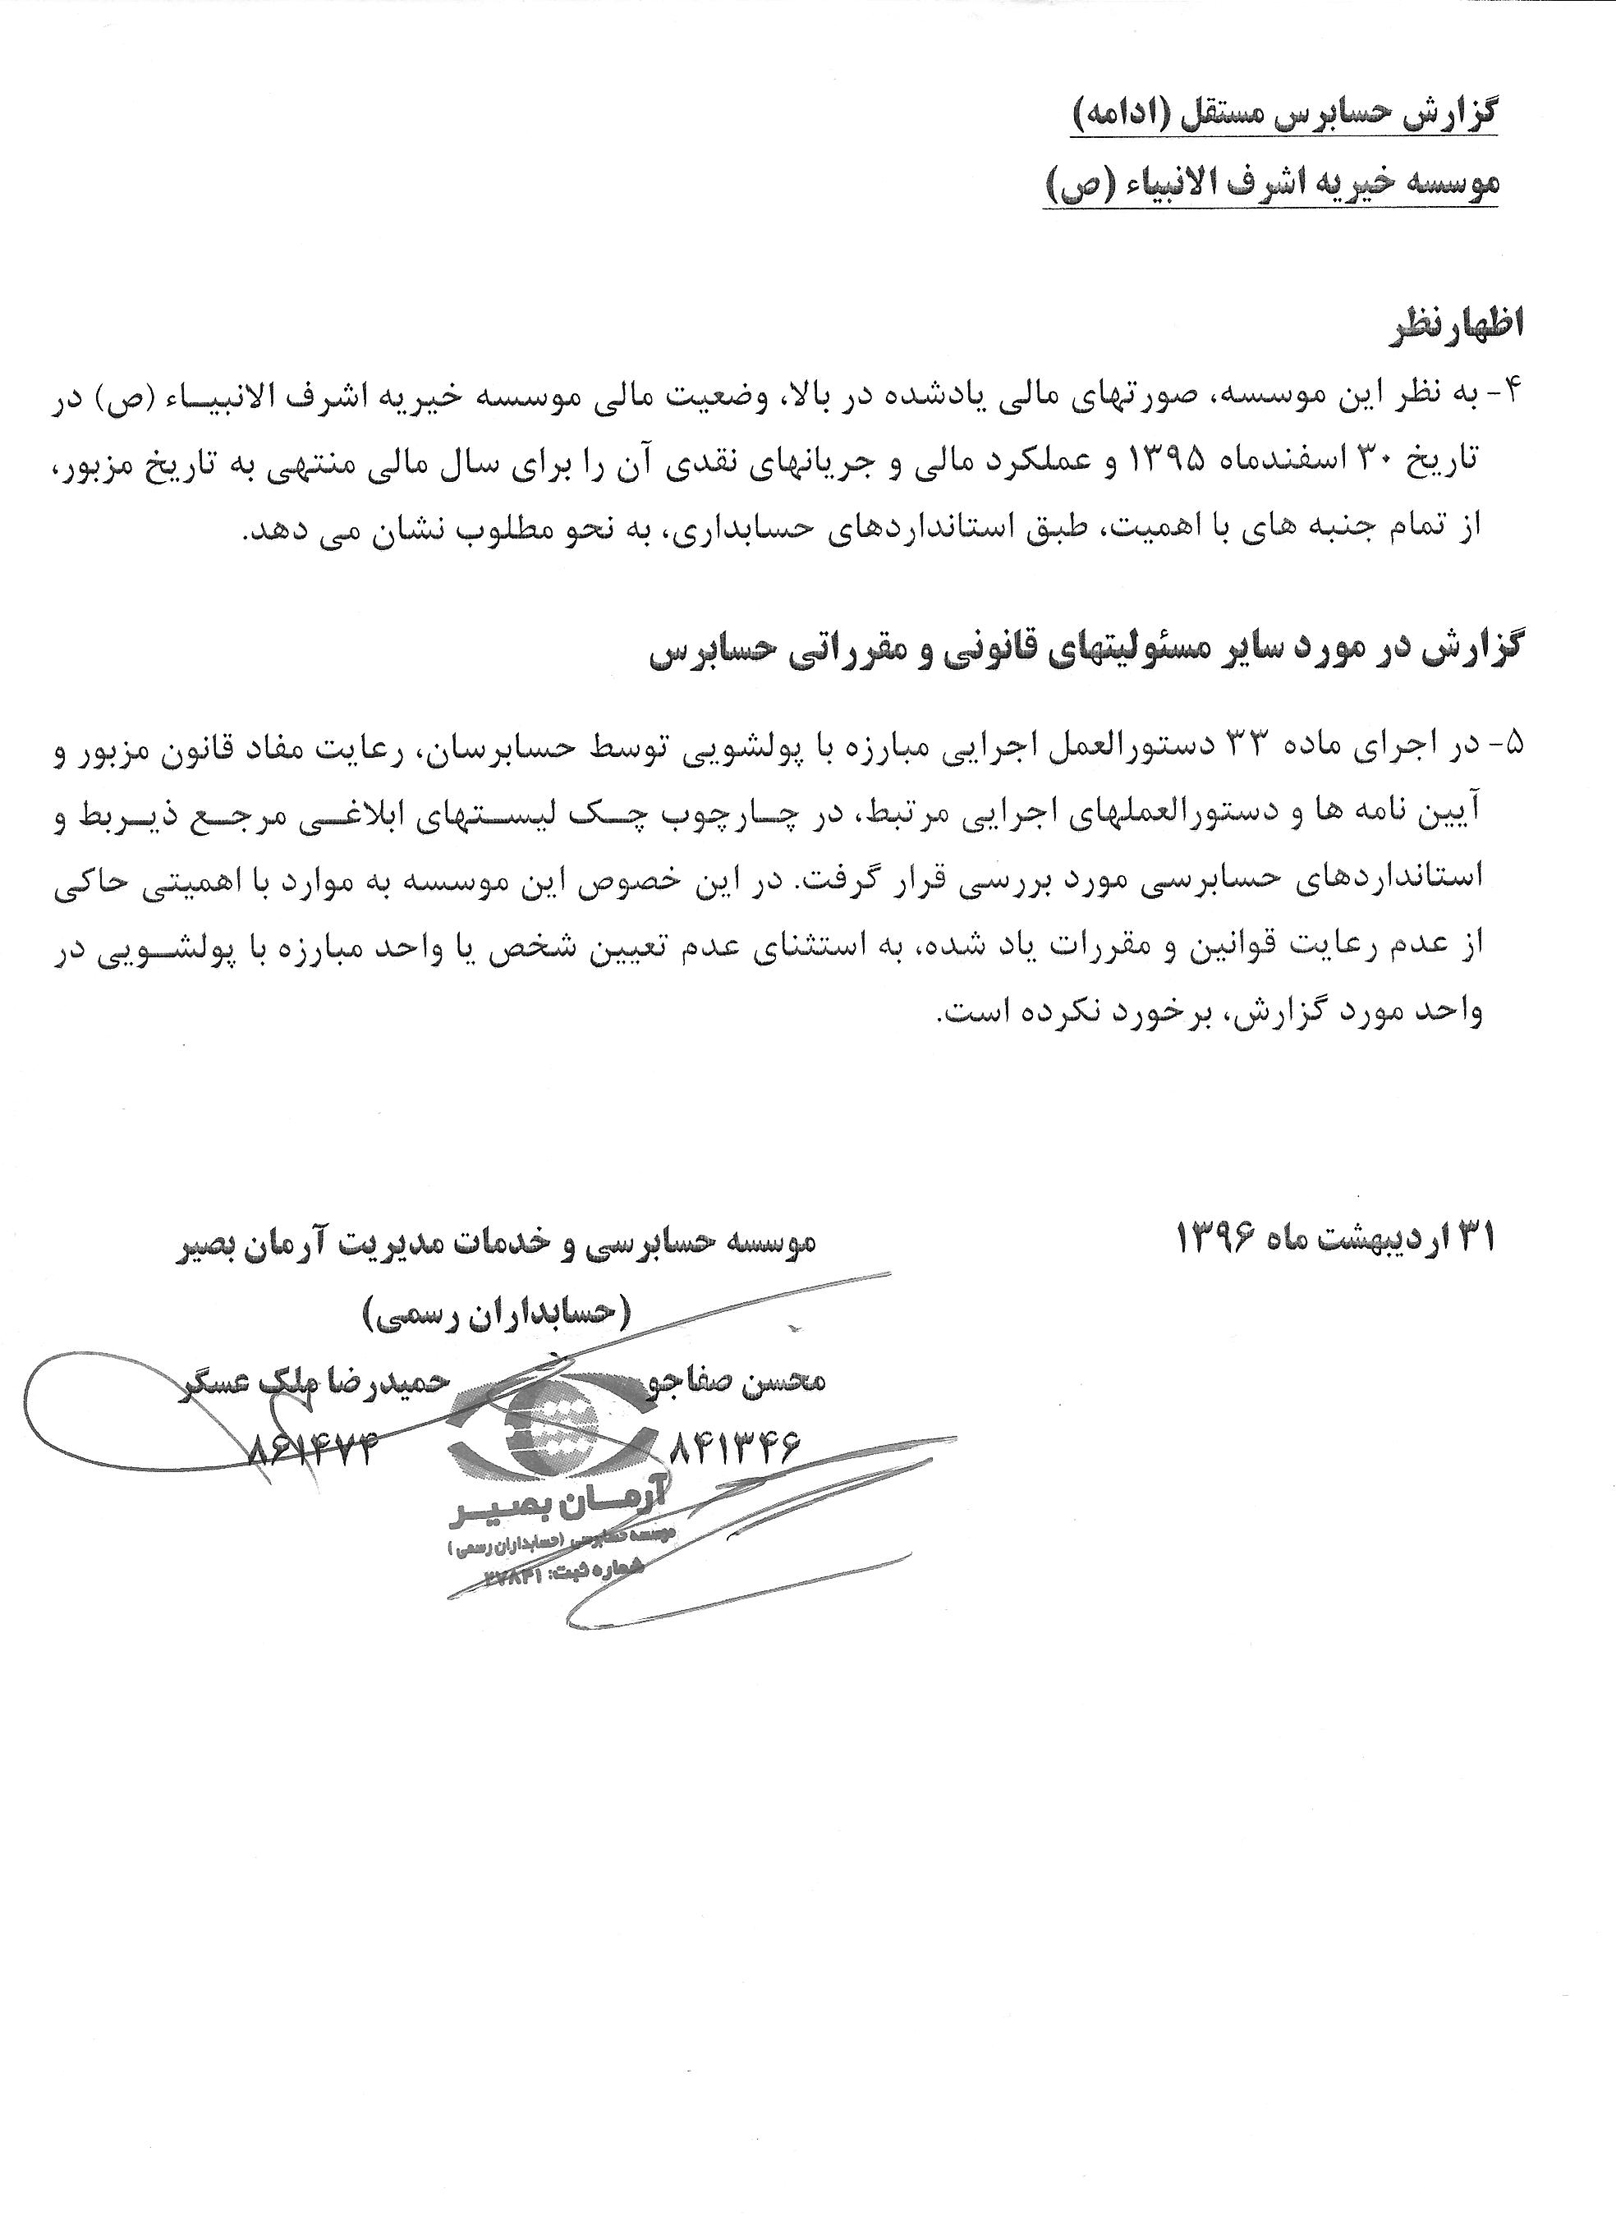 گزارش حسابرس مستقل (ادامه)
موسسه خیریه اشرف الانبیاء (ص)
اظهارنظر
۴- به نظر این موسسه، صورتهای مالی یادشده در بالا، وضعیت مالی موسسه خیریه اشرف الانبیـاء (ص) در
تاریخ ۳۰ اسفندماه ۱۳۹۵ و عملکرد مالی و جریانهای نقدی آن را برای سال مالی منتهی به تاریخ مزبور،
از تمام جنبه های با اهمیت، طبق استانداردهای حسابداری، به نحو مطلوب نشان می دهد.
گزارش در مورد سایر مسئولیتهای قانونی و مقرراتی حسابرس
۵- در اجرای ماده ۳۳ دستورالعمل اجرایی مبارزه با پولشویی توسط حسابرسان، رعایت مفاد قانون مزبور و
آیین نامه ها و دستورالعملهای اجرایی مرتبط، در چـارچوب چـک لیسـتهای ابلاغـی مرجـع ذیـربط و
استانداردهای حسابرسی مورد بررسی قرار گرفت. در این خصوص این موسسه به موارد با اهمیتی حاکی
از عدم رعایت قوانین و مقررات یاد شده، به استثنای عدم تعیین شخص یا واحد مبارزه با پولشـویی در
واحد مورد گزارش، برخورد نکرده است.
۳۱ اردیبهشت ماه ۱۳۹۶
موسسه حسابرسی و خدمات مدیریت آرمان بصیر
(حسابداران رسمی)
محسن صفاجو حمیدرضا ملک عسگر
۸۴۱۳۴۶ ۸۶۱۴۷۴
آرمـان بصیـر
موسسه حسابرسی (حسابداران رسمی)
شماره ثبت: ۲۷۸۴۱